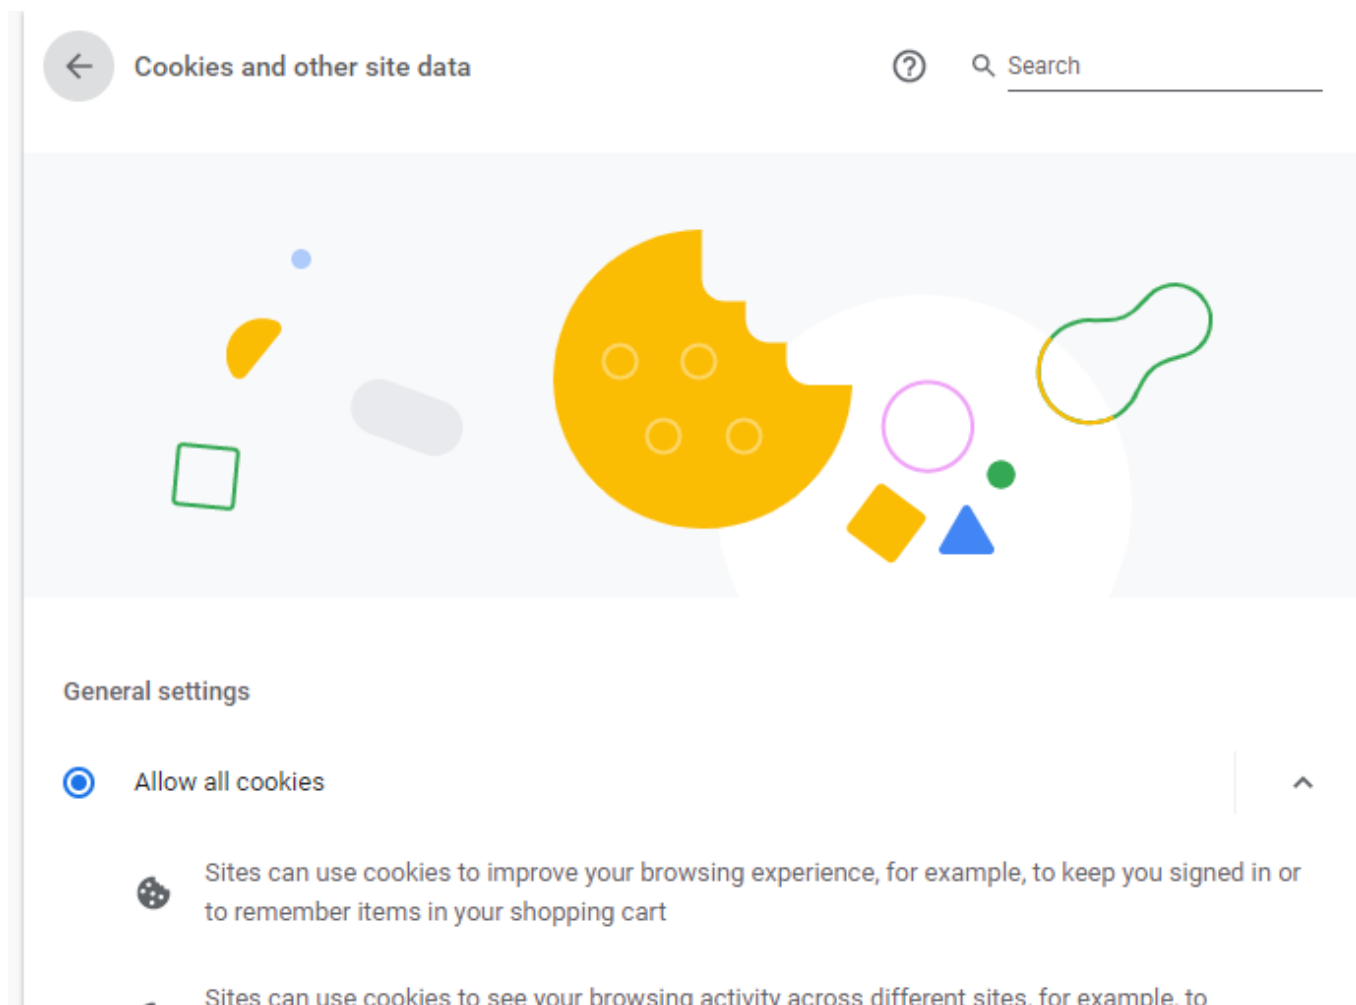 Cookies and other site data
Search
General settings
Allow all cookies
Sites can use cookies to improve your browsing experience, for example, to keep you signed in or
to remember items in your shopping cart
Sites can use cookies to see your browsing activity across different sites, for example, to